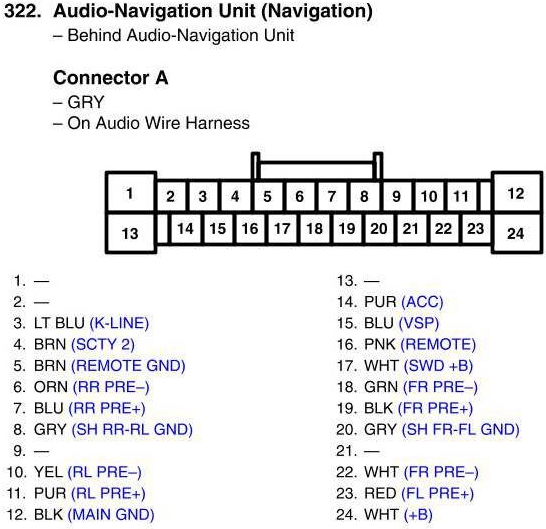 322. Audio-Navigation Unit (Navigation)
– Behind Audio-Navigation Unit
Connector A
– GRY
– On Audio Wire Harness
1 2 3 4 5 6 7 8 9 10 11 12
13 14 15 16 17 18 19 20 21 22 23 24
1. —
2. —
3. LT BLU (K-LINE)
4. BRN (SCTY 2)
5. BRN (REMOTE GND)
6. ORN (RR PRE–)
7. BLU (RR PRE+)
8. GRY (SH RR-RL GND)
9. —
10. YEL (RL PRE–)
11. PUR (RL PRE+)
12. BLK (MAIN GND)
13. —
14. PUR (ACC)
15. BLU (VSP)
16. PNK (REMOTE)
17. WHT (SWD +B)
18. GRN (FR PRE–)
19. BLK (FR PRE+)
20. GRY (SH FR-FL GND)
21. —
22. WHT (FR PRE–)
23. RED (FL PRE+)
24. WHT (+B)